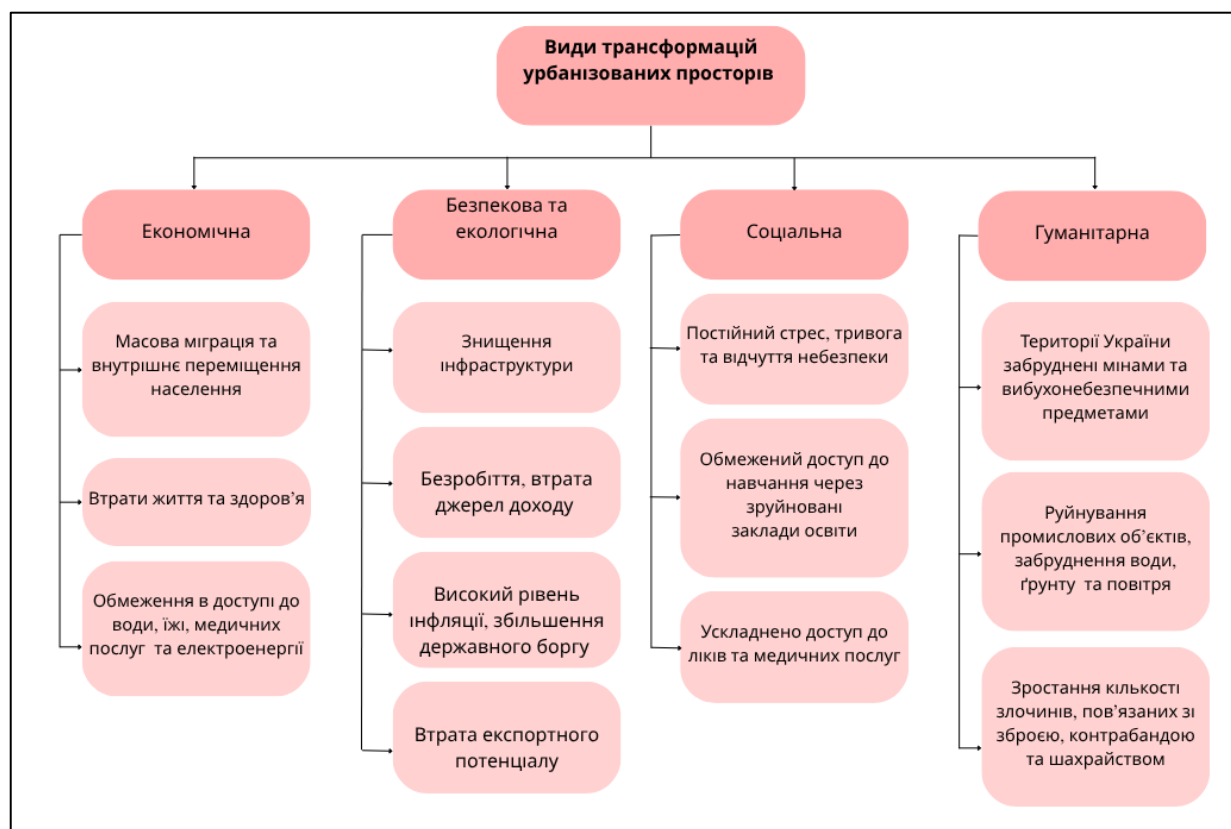 Види трансформацій
урбанізованих просторів
Економічна
Масова міграція та
внутрішнє переміщення
населення
Втрати життя та здоров’я
Обмеження в доступі до
води, їжі, медичних
послуг та електроенергії
Безпекова та
екологічна
Знищення
інфраструктури
Безробіття, втрата
джерел доходу
Високий рівень
інфляції, збільшення
державного боргу
Втрата експортного
потенціалу
Соціальна
Постійний стрес, тривога
та відчуття небезпеки
Обмежений доступ до
навчання через
зруйновані
заклади освіти
Ускладнено доступ до
ліків та медичних послуг
Гуманітарна
Території України
забруднені мінами та
вибухонебезпечними
предметами
Руйнування
промислових об’єктів,
забруднення води,
ґрунту та повітря
Зростання кількості
злочинів, пов’язаних зі
зброєю, контрабандою
та шахрайством